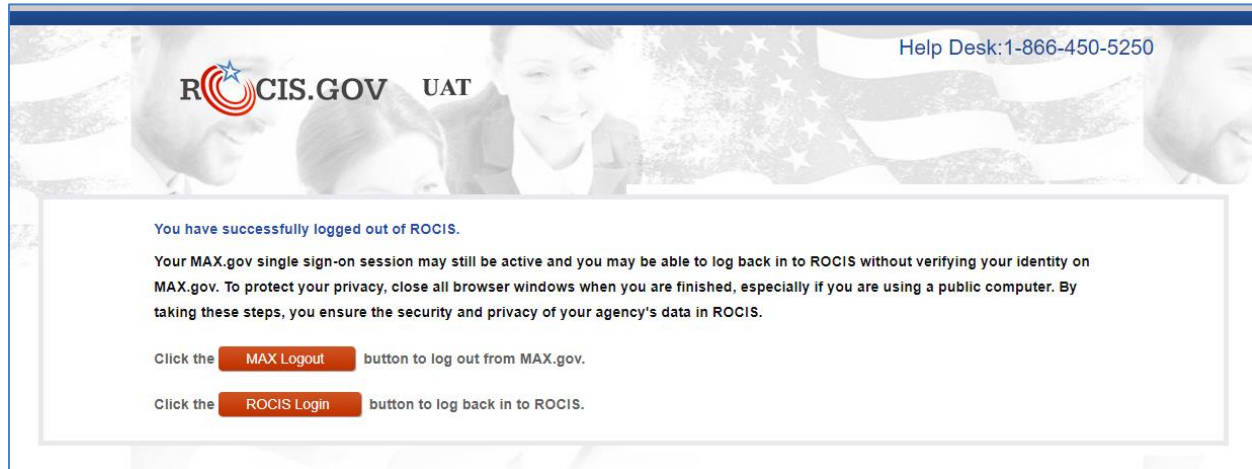 Help Desk:1-866-450-5250
ROCIS.GOV UAT
You have successfully logged out of ROCIS.
Your MAX.gov single sign-on session may still be active and you may be able to log back in to ROCIS without verifying your identity on
MAX.gov. To protect your privacy, close all browser windows when you are finished, especially if you are using a public computer. By
taking these steps, you ensure the security and privacy of your agency's data in ROCIS.
Click the MAX Logout button to log out from MAX.gov.
Click the ROCIS Login button to log back in to ROCIS.